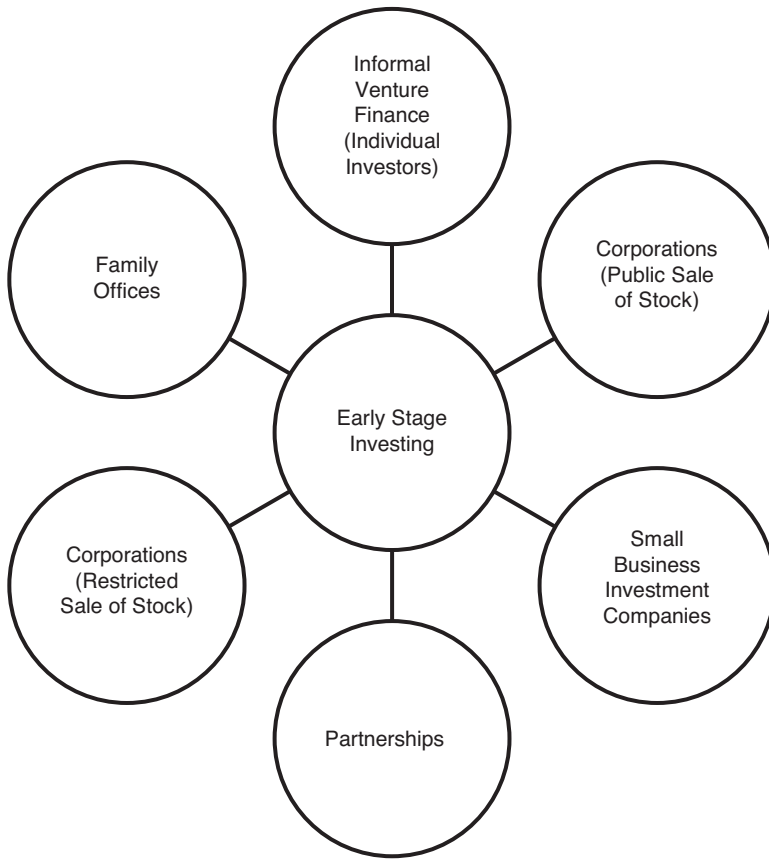 Informal
Venture
Finance
(Individual
Investors)
Family
Offices
Corporations
(Public Sale
of Stock)
Early Stage
Investing
Corporations
(Restricted
Sale of Stock)
Small
Business
Investment
Companies
Partnerships